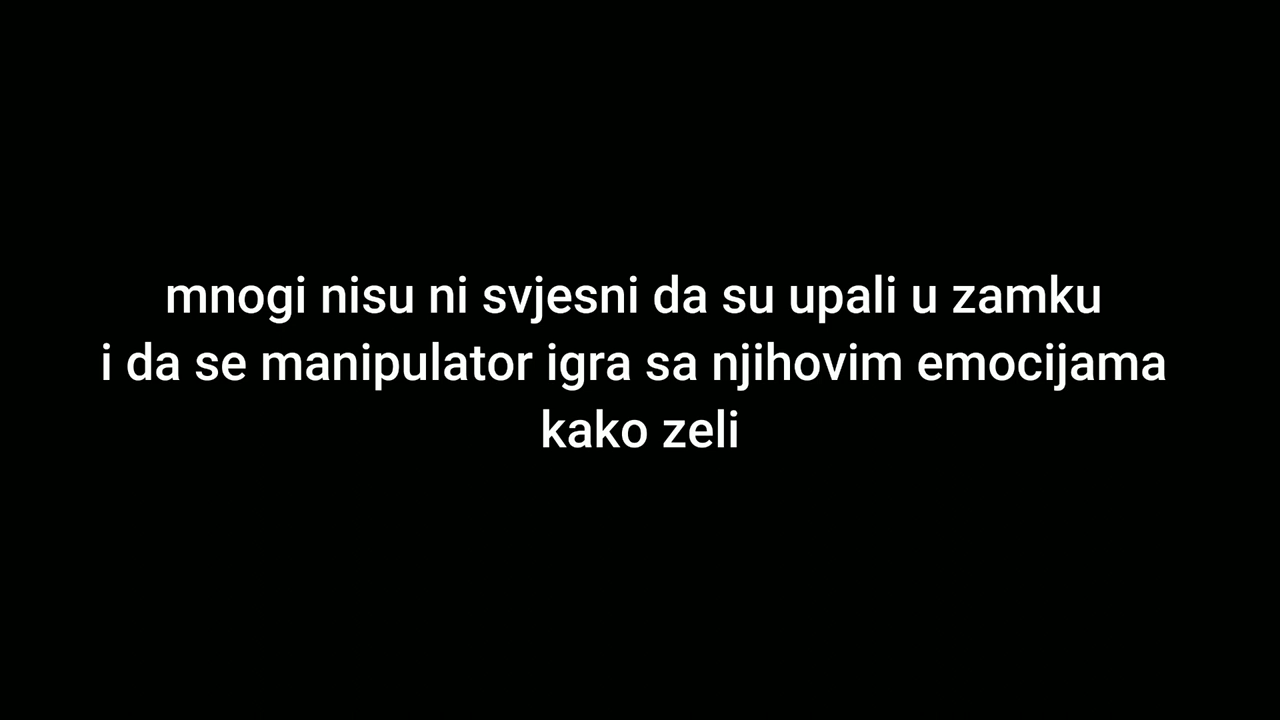 mnogi nisu ni svjesni da su upali u zamku
i da se manipulator igra sa njihovim emocijama
kako zeli